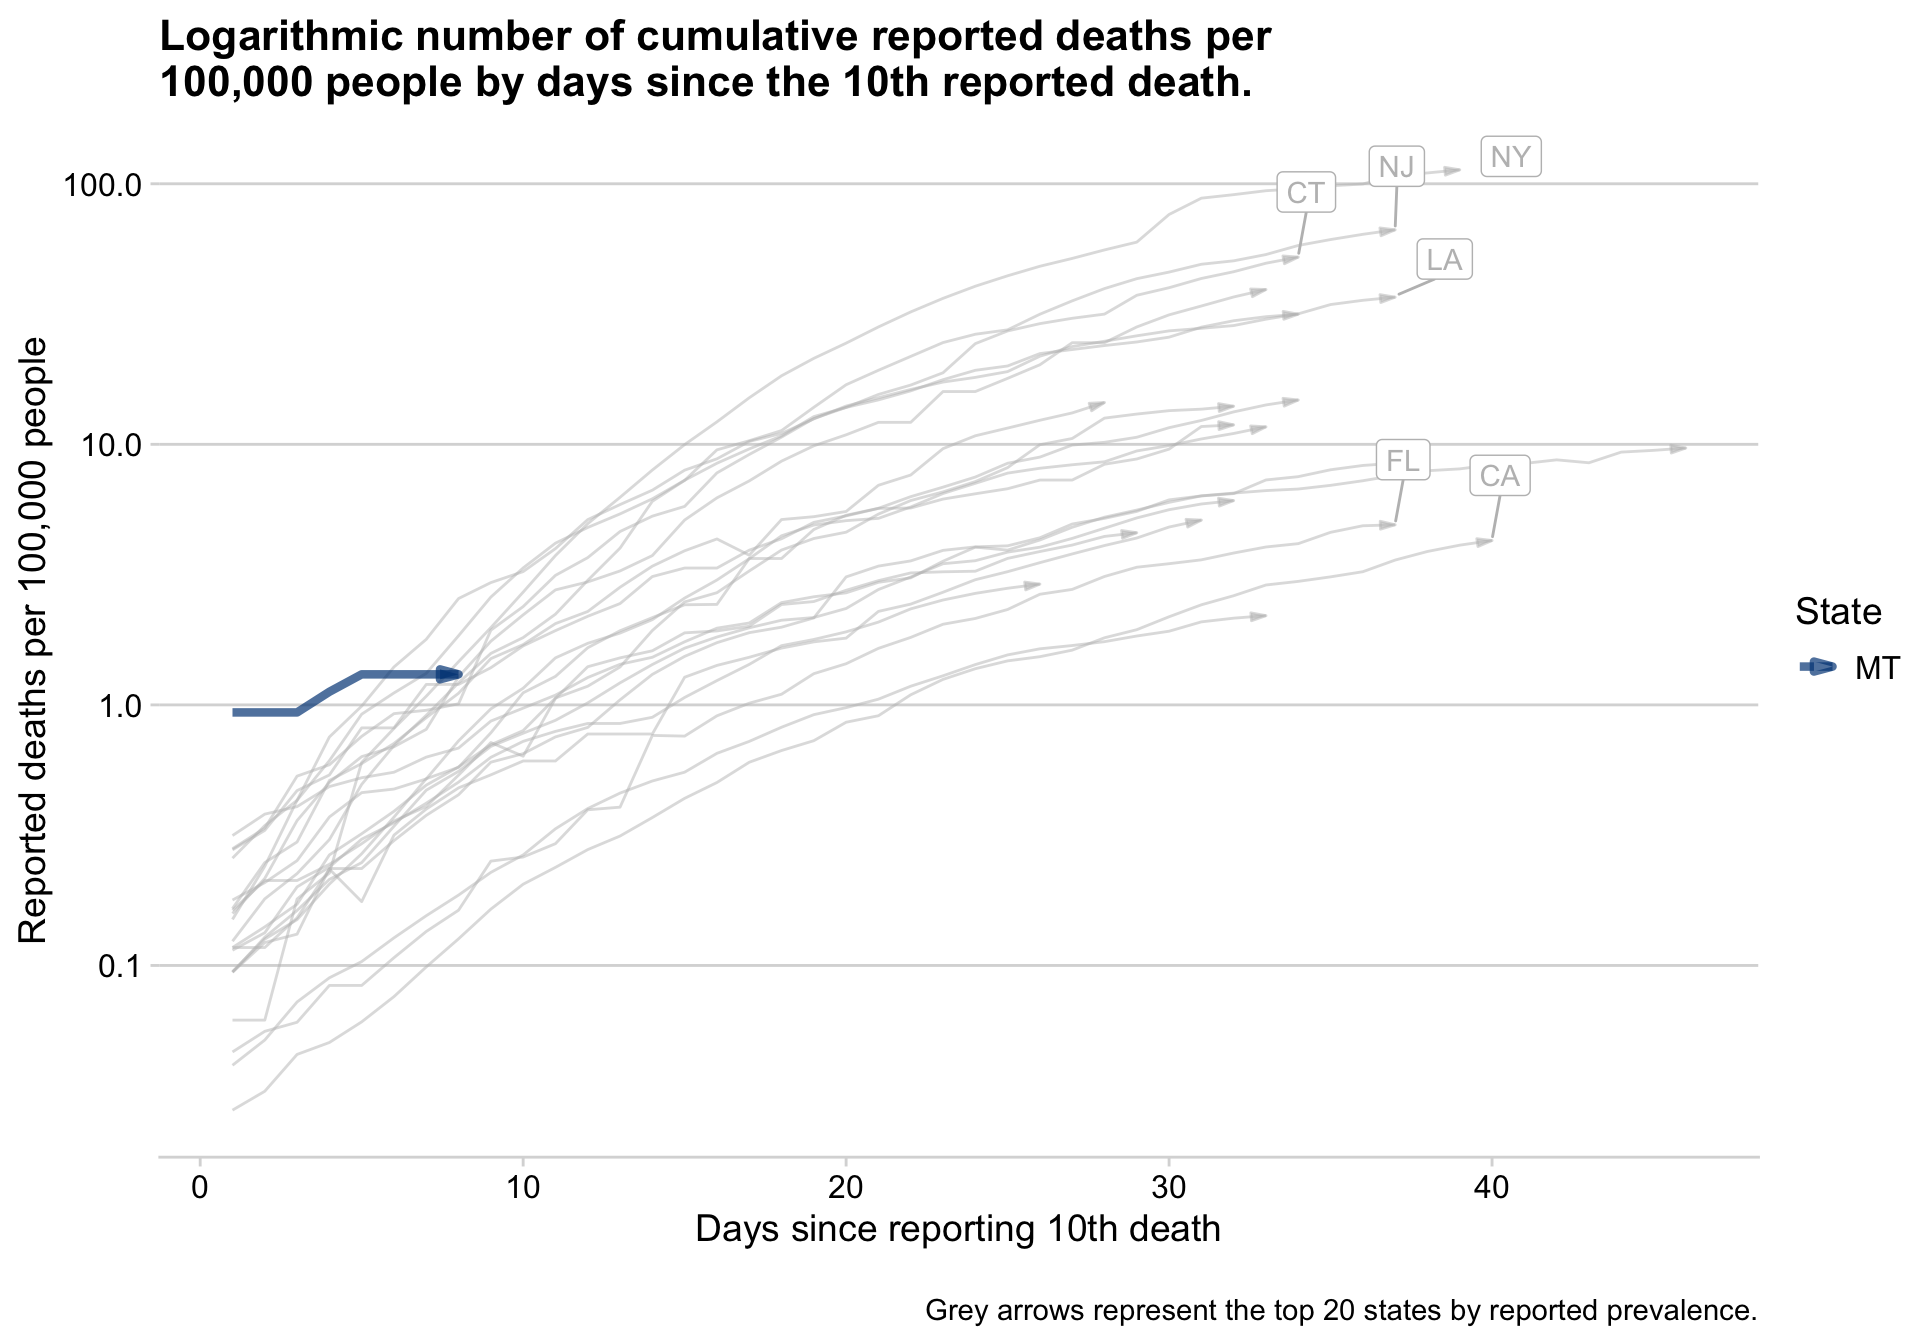 Logarithmic number of cumulative reported deaths per
100,000 people by days since the 10th reported death.
Reported deaths per 100,000 people
100.0
10.0
1.0
0.1
NY
NJ
CT
LA
FL
CA
State
MT
0
10
20
30
40
Days since reporting 10th death
Grey arrows represent the top 20 states by reported prevalence.